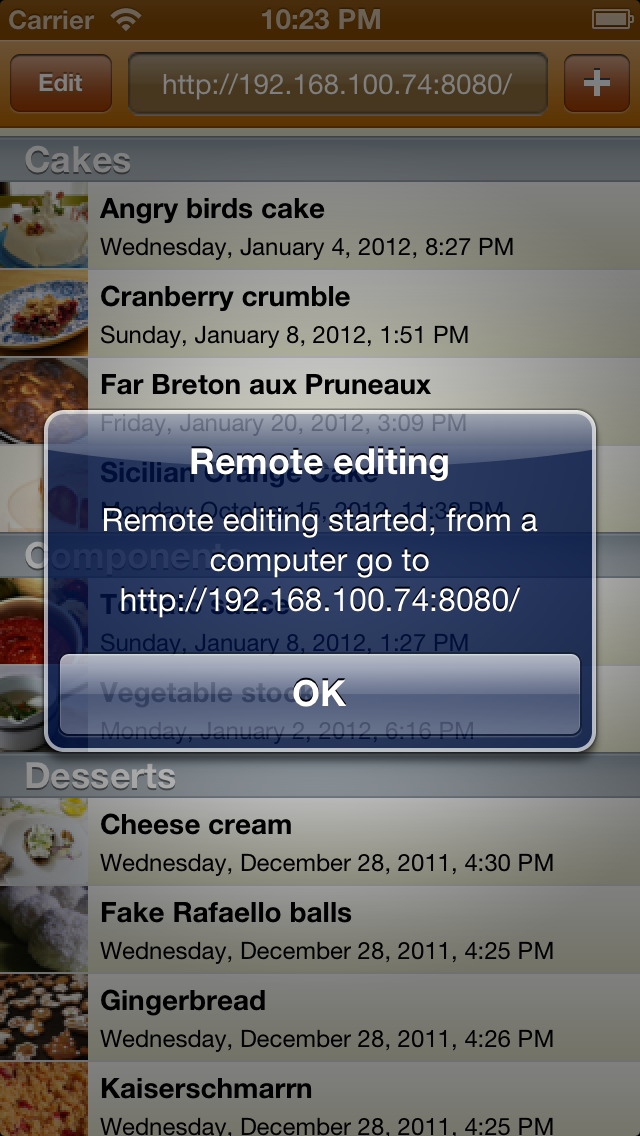 Carrier 10:23 PM
Edit http://192.168.100.74:8080/ +
Cakes
Angry birds cake
Wednesday, January 4, 2012, 8:27 PM
Cranberry crumble
Sunday, January 8, 2012, 1:51 PM
Far Breton aux Pruneaux
Friday, January 20, 2012, 3:09 PM
Remote editing
Sicilian Orange Cake
Monday, October 15, 2012, 11:38 PM
Remote editing started, from a
computer go to
http://192.168.100.74:8080/
Component
Tomato sauce
Sunday, January 8, 2012, 1:27 PM
OK
Vegetable stoc
Monday, January 2, 2012, 6:16 PM
Desserts
Cheese cream
Wednesday, December 28, 2011, 4:30 PM
Fake Rafaello balls
Wednesday, December 28, 2011, 4:25 PM
Gingerbread
Wednesday, December 28, 2011, 4:26 PM
Kaiserschmarrn
Wednesday, December 28, 2011, 4:25 PM